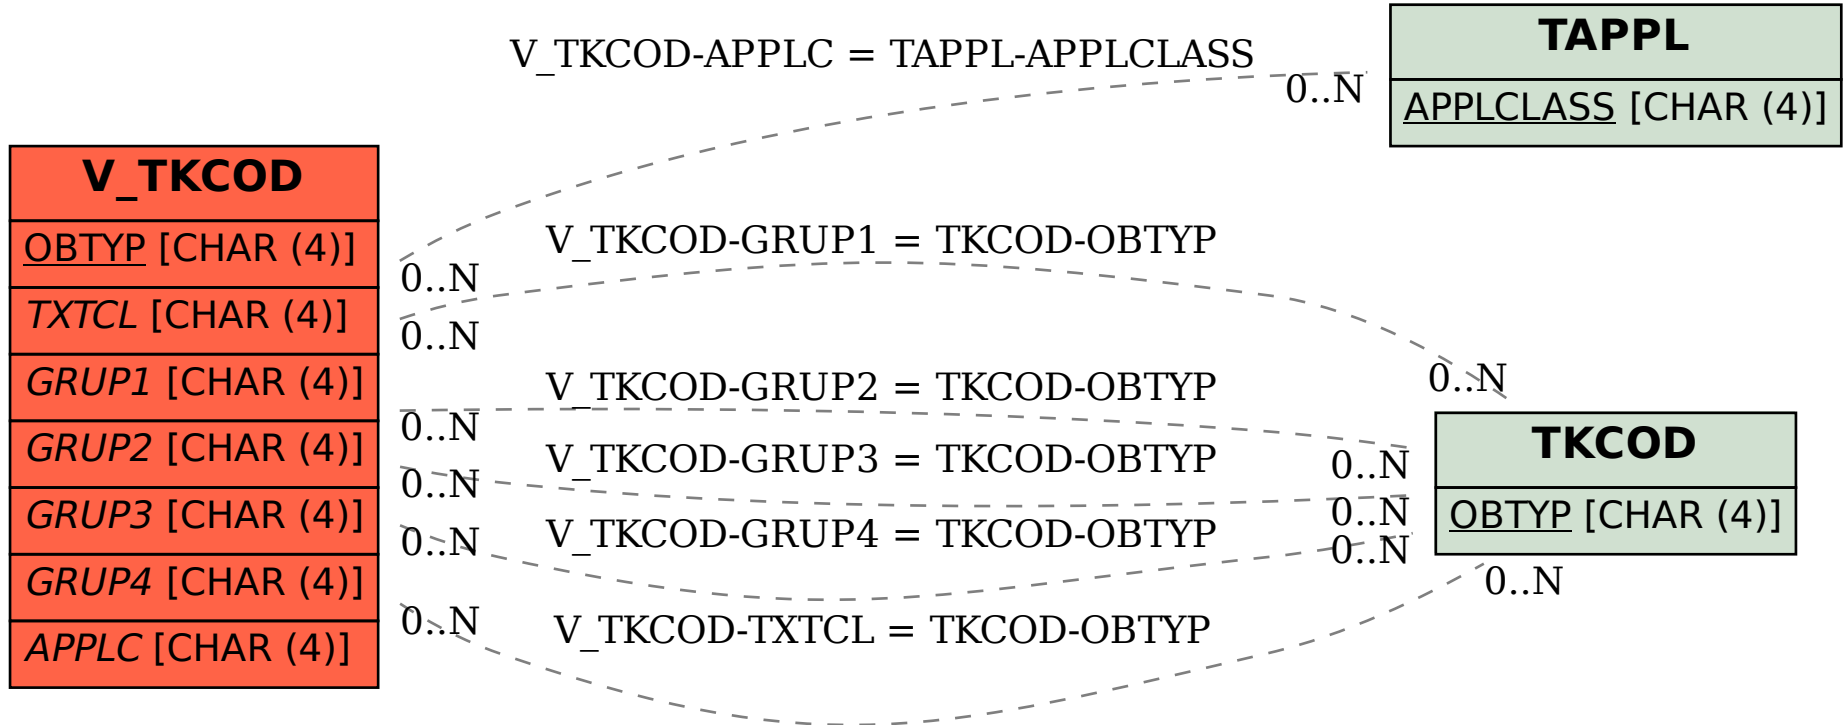 V_TKCOD-APPLC = TAPPL-APPLCLASS
0..N
TAPPL
APPLCLASS [CHAR (4)]
V_TKCOD
OBTYP [CHAR (4)]
TXTCL [CHAR (4)]
GRUP1 [CHAR (4)]
GRUP2 [CHAR (4)]
GRUP3 [CHAR (4)]
GRUP4 [CHAR (4)]
APPLC [CHAR (4)]
0..N
V_TKCOD-GRUP1 = TKCOD-OBTYP
0..N
0..N
V_TKCOD-GRUP2 = TKCOD-OBTYP
0..N
0..N
V_TKCOD-GRUP3 = TKCOD-OBTYP
0..N
0..N
V_TKCOD-GRUP4 = TKCOD-OBTYP
0..N
0..N
V_TKCOD-TXTCL = TKCOD-OBTYP
0..N
0..N
TKCOD
OBTYP [CHAR (4)]